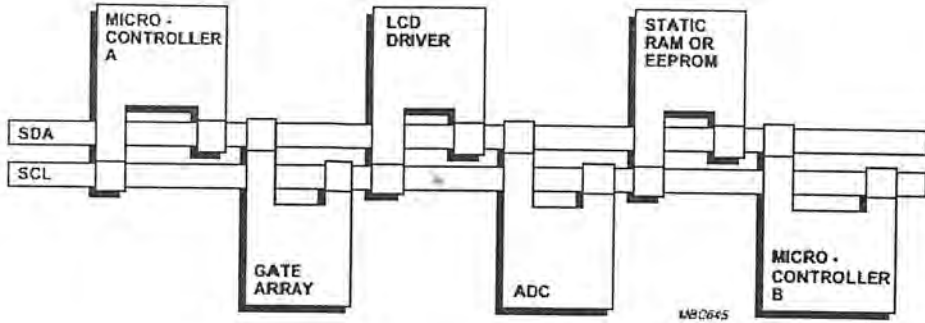 MICRO -
CONTROLLER
A
LCD
DRIVER
STATIC
RAM OR
EEPROM
SDA
SCL
GATE
ARRAY
ADC
MICRO -
CONTROLLER
B
MBC645